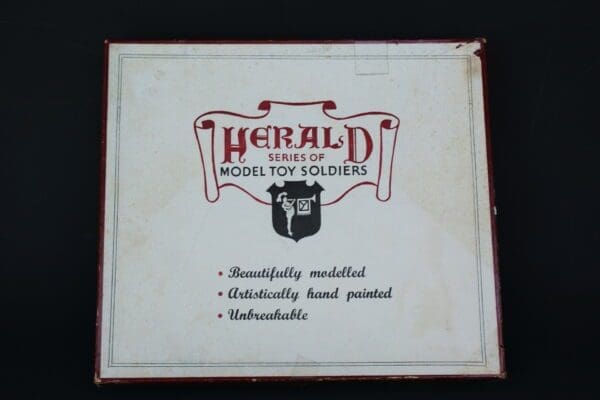 HERALD
SERIES OF
MODEL TOY SOLDIERS
• Beautifully modelled
• Artistically hand painted
• Unbreakable